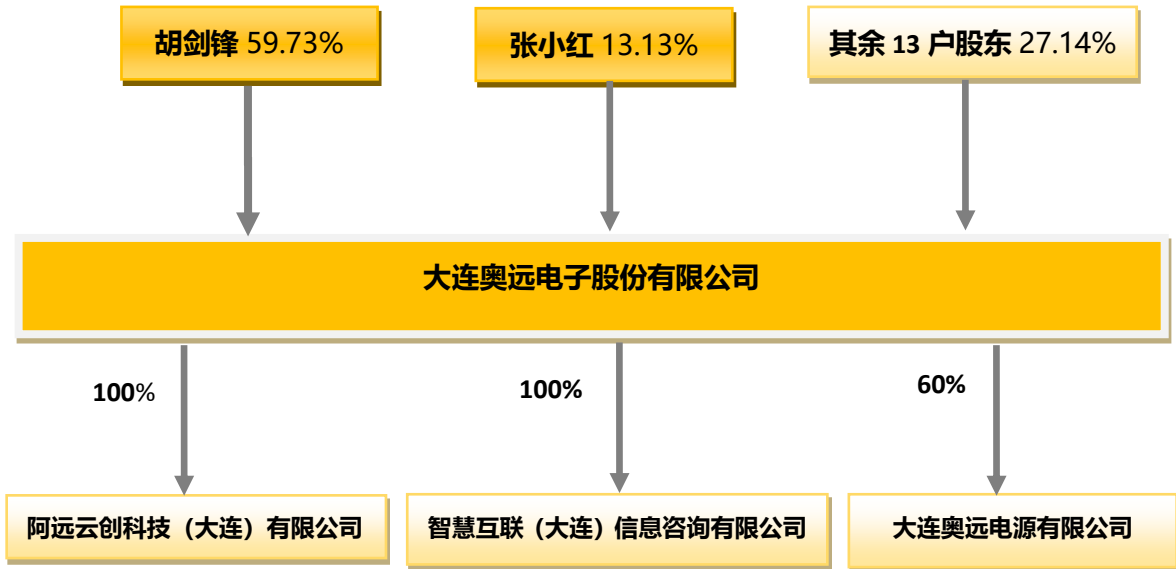 胡剑锋 59.73%
张小红 13.13%
其余 13 户股东 27.14%
大连奥远电子股份有限公司
100%
100%
60%
阿远云创科技（大连）有限公司
智慧互联（大连）信息咨询有限公司
大连奥远电源有限公司